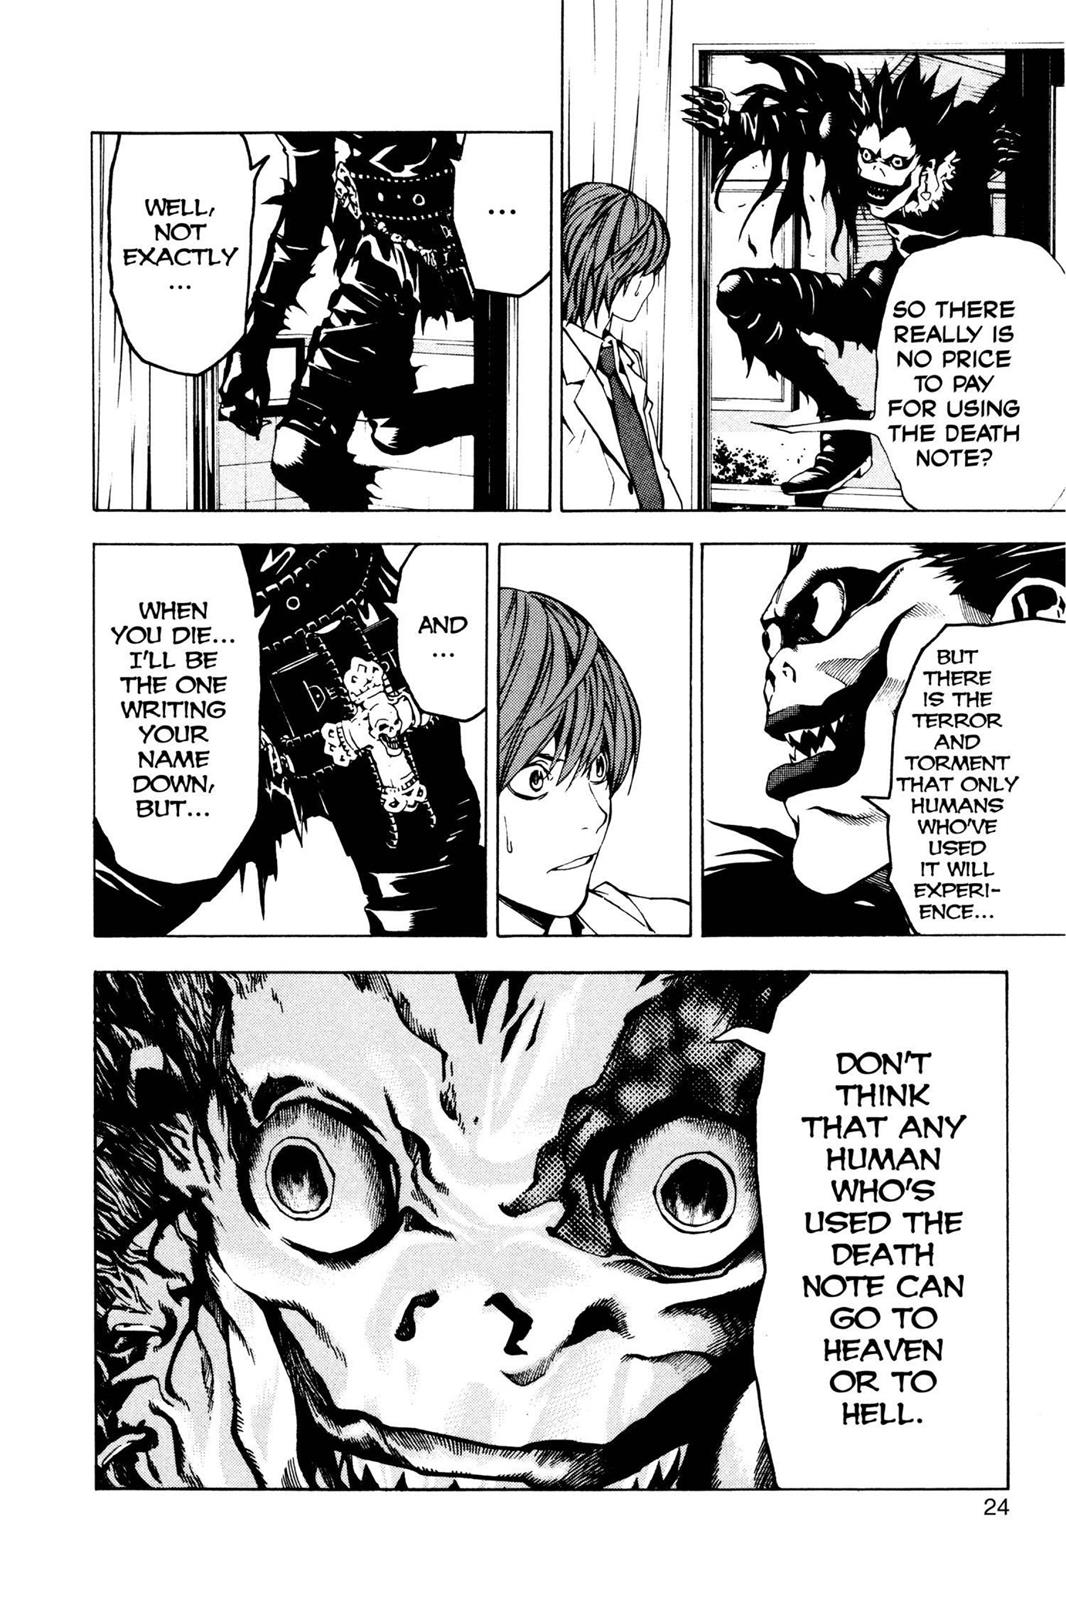 SO THERE
REALLY IS
NO PRICE
TO PAY
FOR USING
THE DEATH
NOTE?
...
WELL,
NOT
EXACTLY
...
BUT
THERE
IS THE
TERROR
AND
TORMENT
THAT ONLY
HUMANS
WHO'VE
USED
IT WILL
EXPERI-
ENCE...
AND
...
WHEN
YOU DIE...
I'LL BE
THE ONE
WRITING
YOUR
NAME
DOWN,
BUT...
DON'T
THINK
THAT ANY
HUMAN
WHO'S
USED THE
DEATH
NOTE CAN
GO TO
HEAVEN
OR TO
HELL.
24